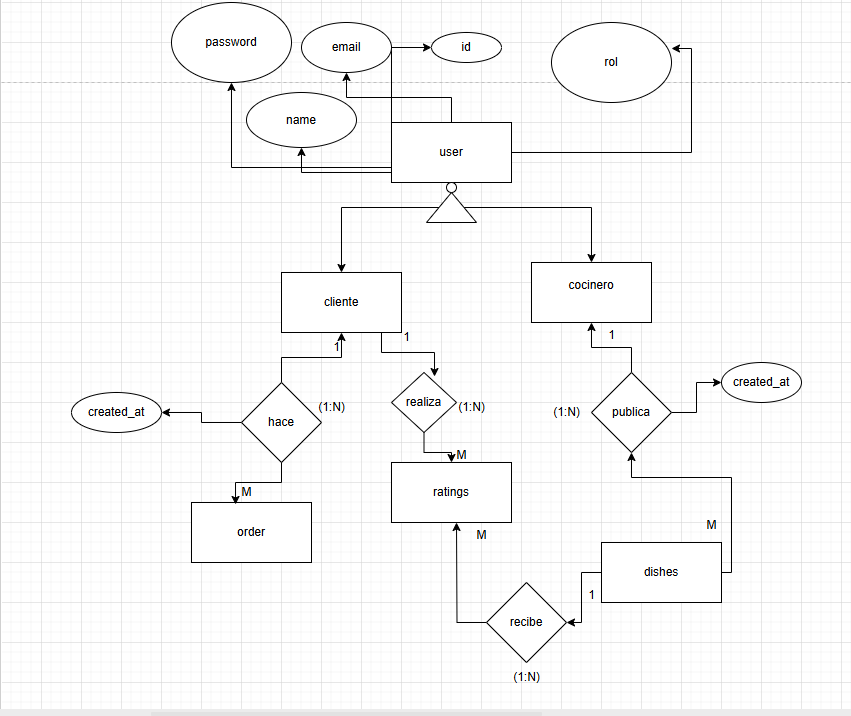 password
email
id
rol
name
user
cliente
cocinero
1
1
1
created_at
hace
(1:N)
realiza
(1:N)
(1:N)
publica
created_at
M
M
order
ratings
M
M
dishes
1
recibe
(1:N)